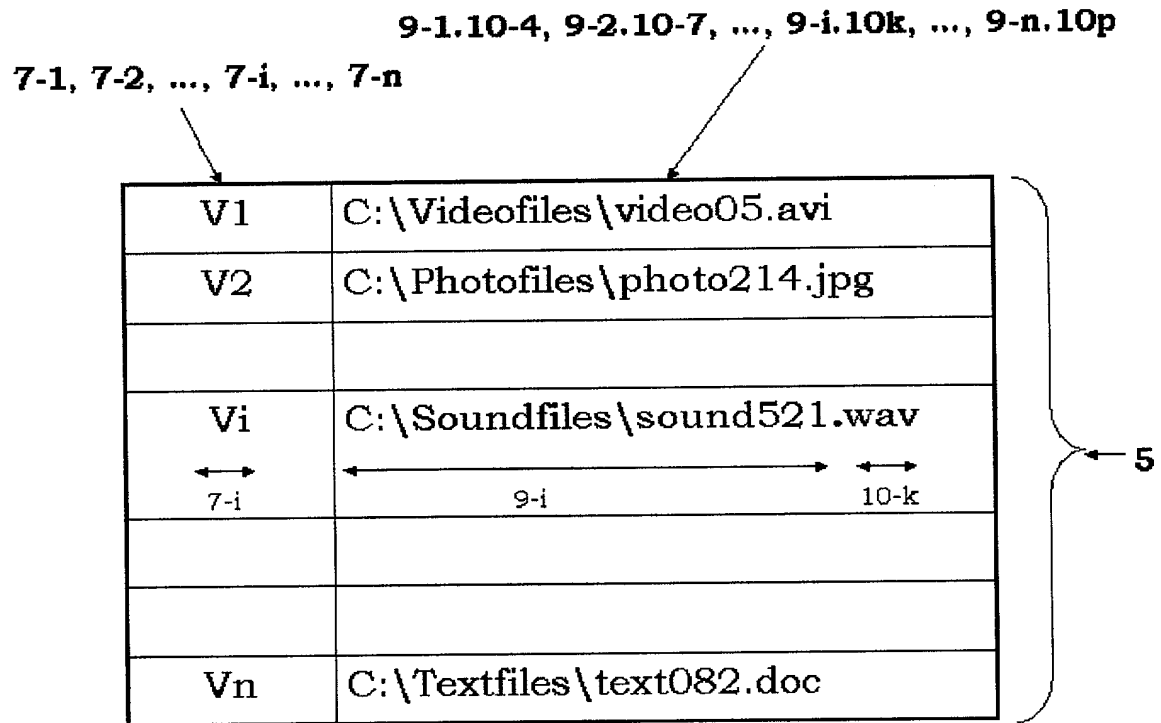 9-1.10-4, 9-2.10-7, ..., 9-i.10k, ..., 9-n.10p
7-1, 7-2, ..., 7-i, ..., 7-n
V1 C:\Videofiles\video05.avi
V2 C:\Photofiles\photo214.jpg
Vi C:\Soundfiles\sound521.wav
7-i 9-i 10-k
5
Vn C:\Textfiles\text082.doc